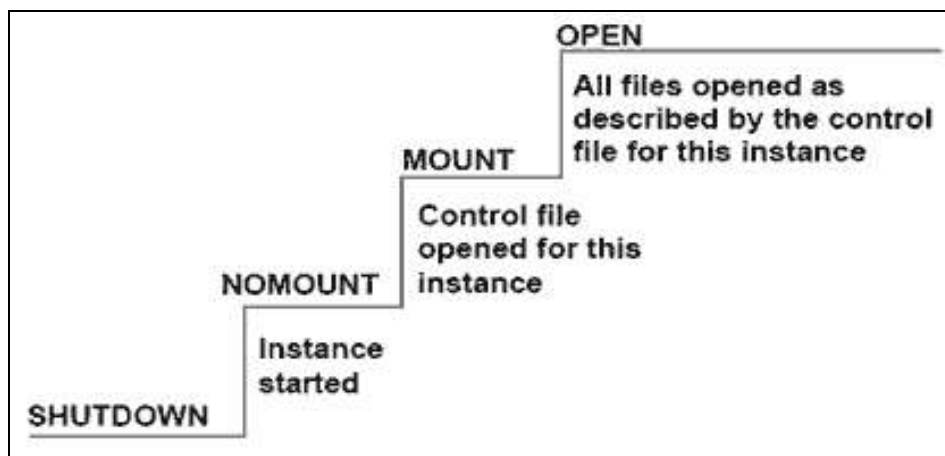 OPEN
All files opened as
described by the control
file for this instance
MOUNT
Control file
opened for this
instance
NOMOUNT
Instance
started
SHUTDOWN